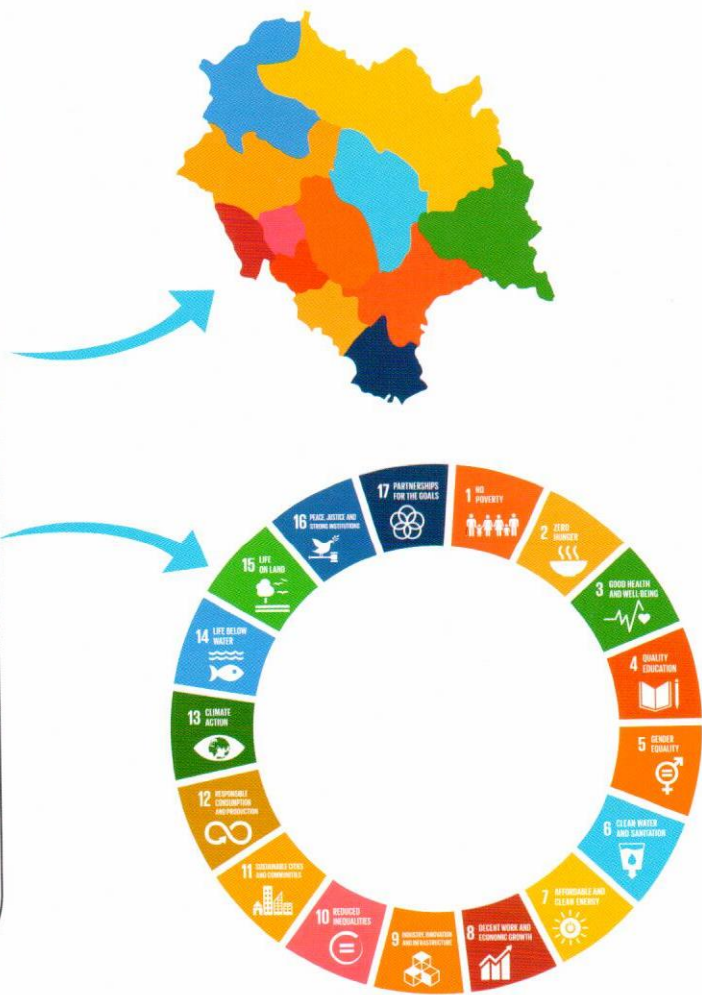 17 PARTNERSHIPS
FOR THE GOALS
1 NO
POVERTY
2 ZERO
HUNGER
3 GOOD HEALTH
AND WELL-BEING
4 QUALITY
EDUCATION
5 GENDER
EQUALITY
6 CLEAN WATER
AND SANITATION
7 AFFORDABLE AND
CLEAN ENERGY
8 DECENT WORK AND
ECONOMIC GROWTH
9 INDUSTRY, INNOVATION
AND INFRASTRUCTURE
10 REDUCED
INEQUALITIES
11 SUSTAINABLE CITIES
AND COMMUNITIES
12 RESPONSIBLE
CONSUMPTION
AND PRODUCTION
13 CLIMATE
ACTION
14 LIFE BELOW
WATER
15 LIFE
ON LAND
16 PEACE, JUSTICE AND
STRONG INSTITUTIONS